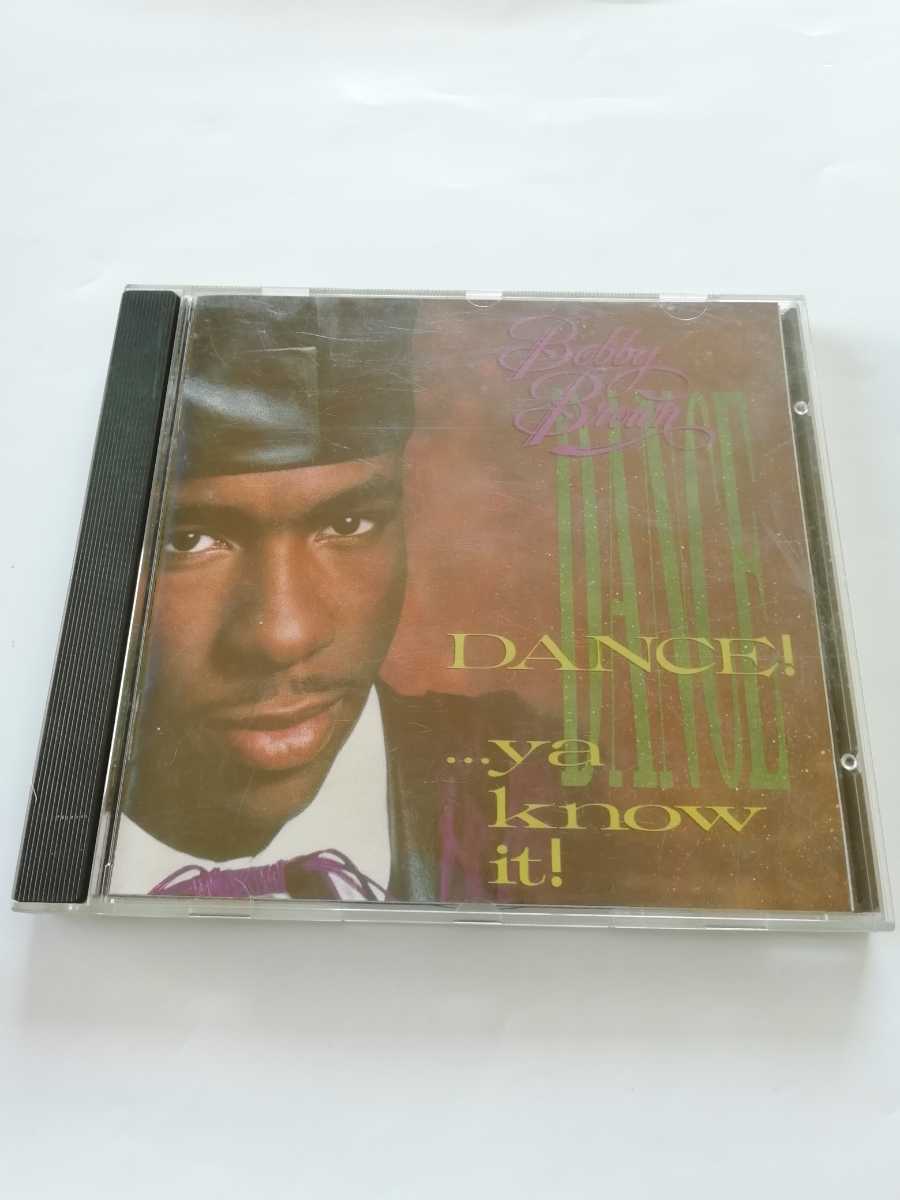 Bobby
Brown
DANCE
DANCE!
...ya
know
it!